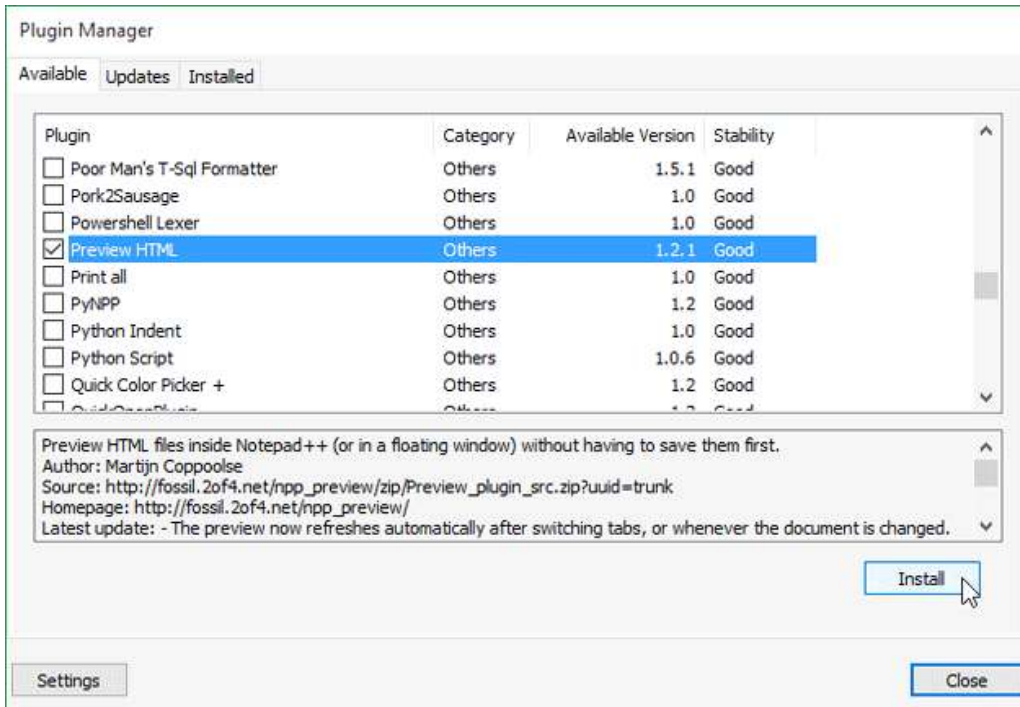 Plugin Manager
Available Updates Installed
Plugin Category Available Version Stability
Poor Man's T-Sql Formatter Others 1.5.1 Good
Pork2Sausage Others 1.0 Good
Powershell Lexer Others 1.0 Good
Preview HTML Others 1.2.1 Good
Print all Others 1.0 Good
PyNPP Others 1.2 Good
Python Indent Others 1.0 Good
Python Script Others 1.0.6 Good
Quick Color Picker + Others 1.2 Good
Preview HTML files inside Notepad++ (or in a floating window) without having to save them first.
Author: Martijn Coppoolse
Source: http://fossil.2of4.net/npp_preview/zip/Preview_plugin_src.zip?uuid=trunk
Homepage: http://fossil.2of4.net/npp_preview/
Latest update: - The preview now refreshes automatically after switching tabs, or whenever the document is changed.
Install
Settings Close